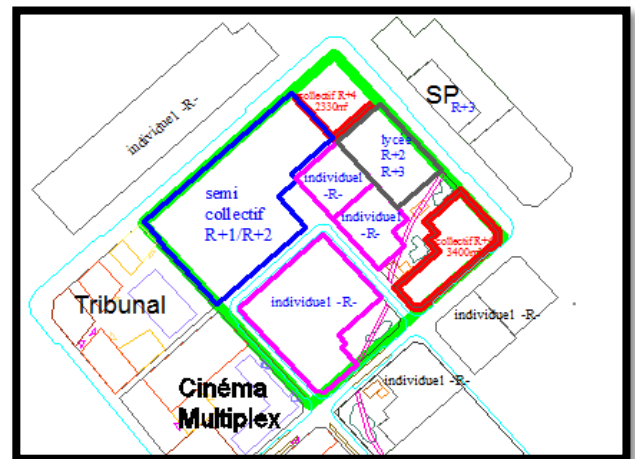 individuel -R-
collectif R+4
2330m²
SP
R+3
lycée
R+2
R+3
semi
collectif
R+1/R+2
individuel
-R-
individuel
-R-
collectif R+4
3400m²
Tribunal
individuel -R-
individuel -R-
individuel -R-
Cinéma
Multiplex